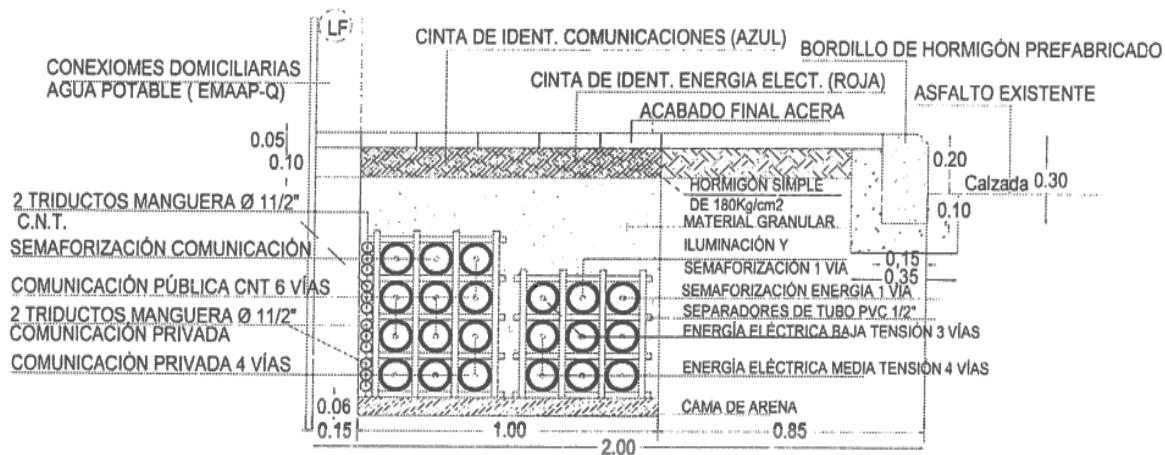 LF
CINTA DE IDENT. COMUNICACIONES (AZUL)
BORDILLO DE HORMIGÓN PREFABRICADO
CONEXIOMES DOMICILIARIAS
AGUA POTABLE ( EMAAP-Q)
CINTA DE IDENT. ENERGIA ELECT. (ROJA)
ASFALTO EXISTENTE
ACABADO FINAL ACERA
0.05
0.10
0.20
Calzada
0.30
0.10
HORMIGÓN SIMPLE
DE 180Kg/cm2
MATERIAL GRANULAR
2 TRIDUCTOS MANGUERA Ø 11/2"
C.N.T.
SEMAFORIZACIÓN COMUNICACIÓN
ILUMINACIÓN Y
SEMAFORIZACIÓN 1 VIA
0,15
0.35
COMUNICACIÓN PÚBLICA CNT 6 VÍAS
SEMAFORIZACIÓN ENERGIA 1 VIA
2 TRIDUCTOS MANGUERA Ø 11/2"
COMUNICACIÓN PRIVADA
SEPARADORES DE TUBO PVC 1/2"
ENERGÍA ELÉCTRICA BAJA TENSIÓN 3 VÍAS
COMUNICACIÓN PRIVADA 4 VÍAS
ENERGÍA ELÉCTRICA MEDIA TENSIÓN 4 VÍAS
0.06
CAMA DE ARENA
0.15
1.00
0.85
2.00